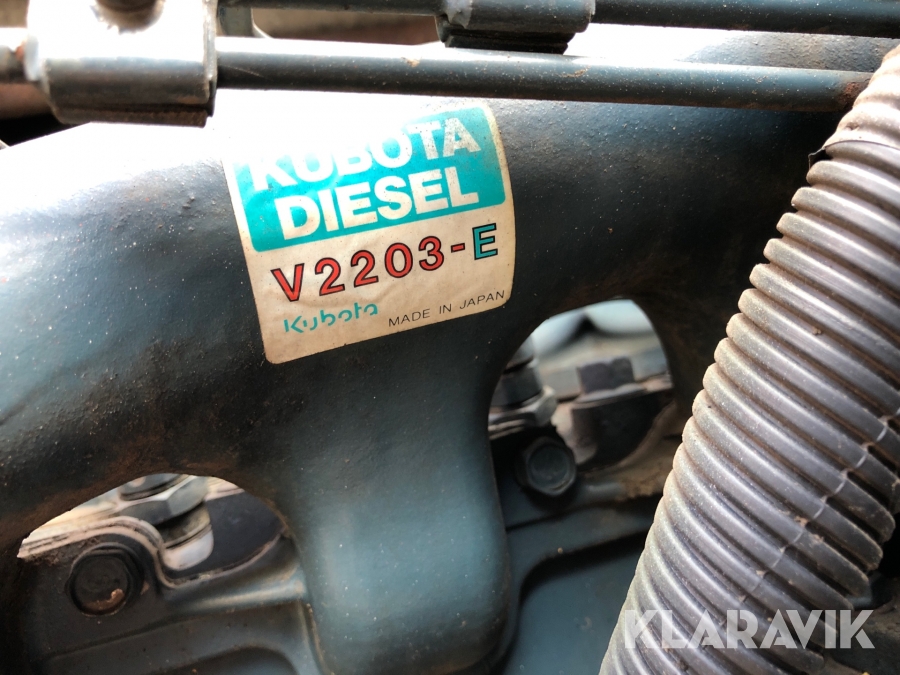 KUBOTA
DIESEL
V2203-E
Kubota MADE IN JAPAN
KLARAVIK